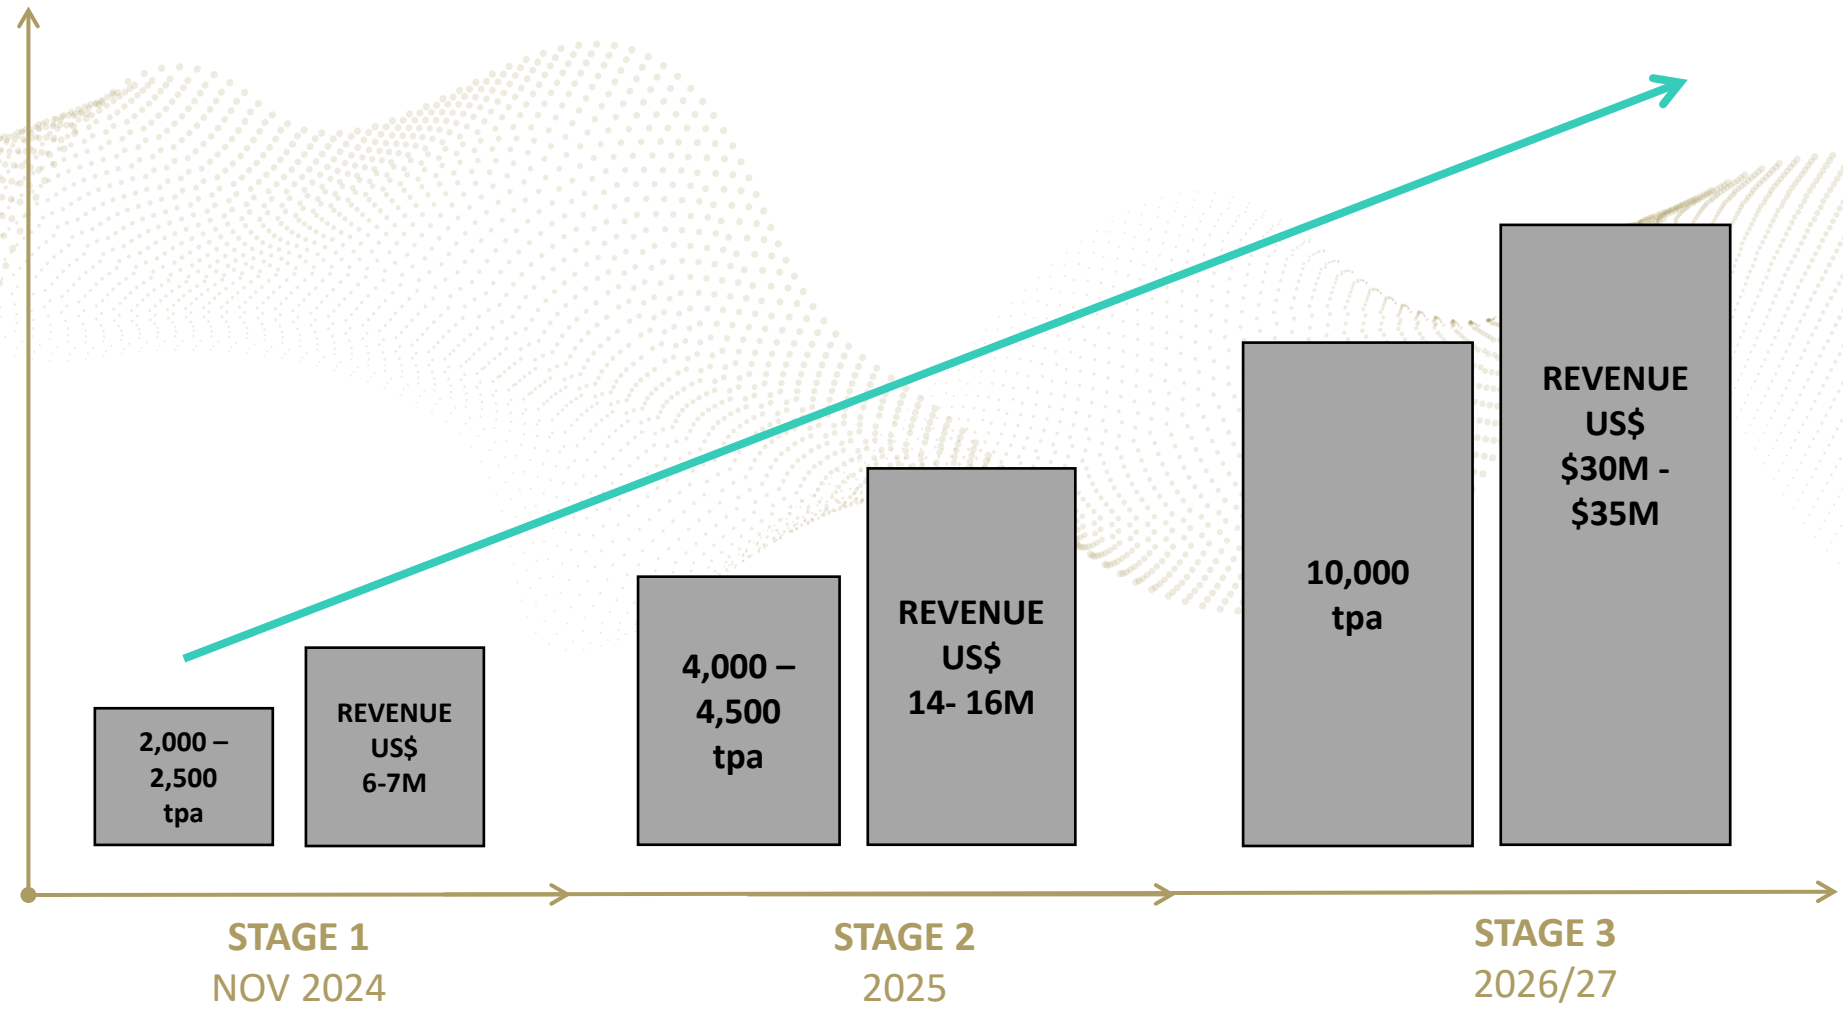 2,000 –
2,500
tpa
REVENUE
US$
6-7M
4,000 –
4,500
tpa
REVENUE
US$
14- 16M
10,000
tpa
REVENUE
US$
$30M -
$35M
STAGE 1
NOV 2024
STAGE 2
2025
STAGE 3
2026/27